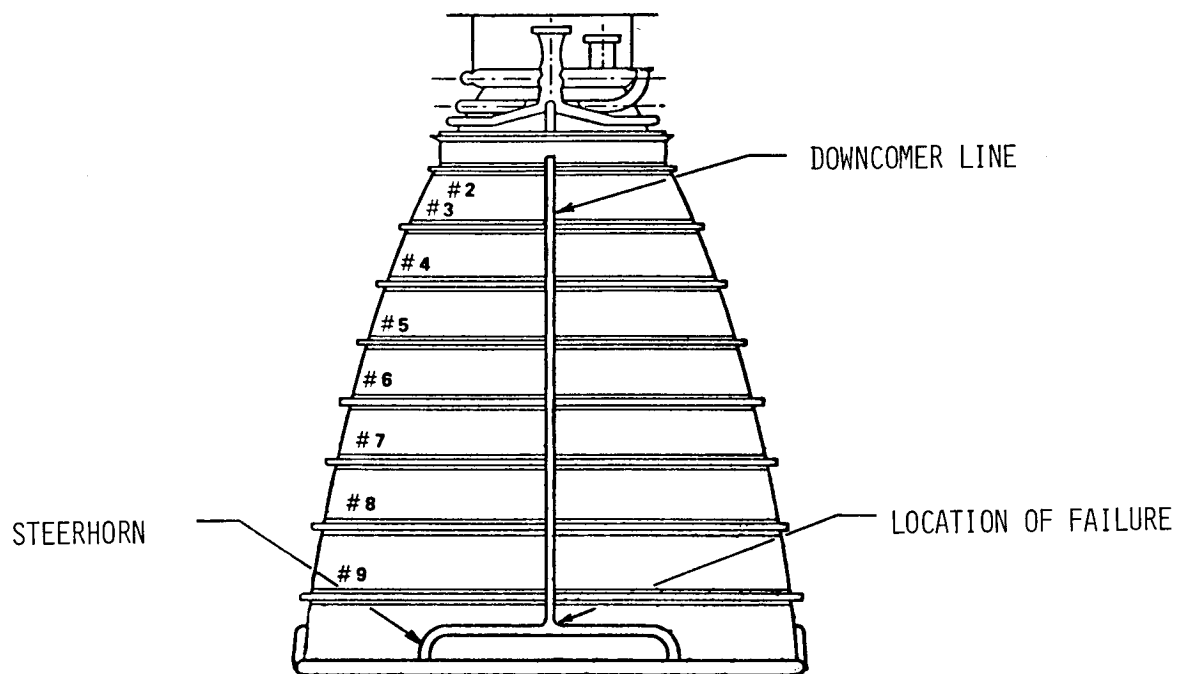 DOWNCOMER LINE
#2
#3
#4
#5
#6
#7
#8
STEERHORN
LOCATION OF FAILURE
#9